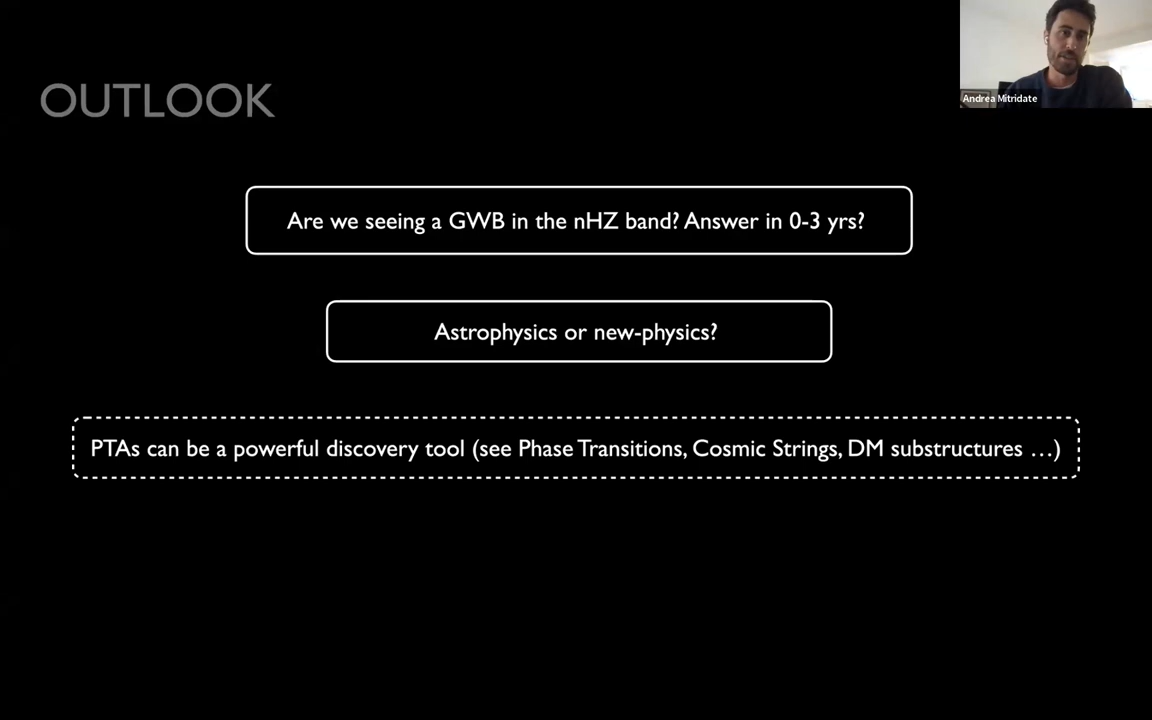 Andrea Mitridate
OUTLOOK
Are we seeing a GWB in the nHZ band? Answer in 0-3 yrs?
Astrophysics or new-physics?
PTAs can be a powerful discovery tool (see Phase Transitions, Cosmic Strings, DM substructures …)